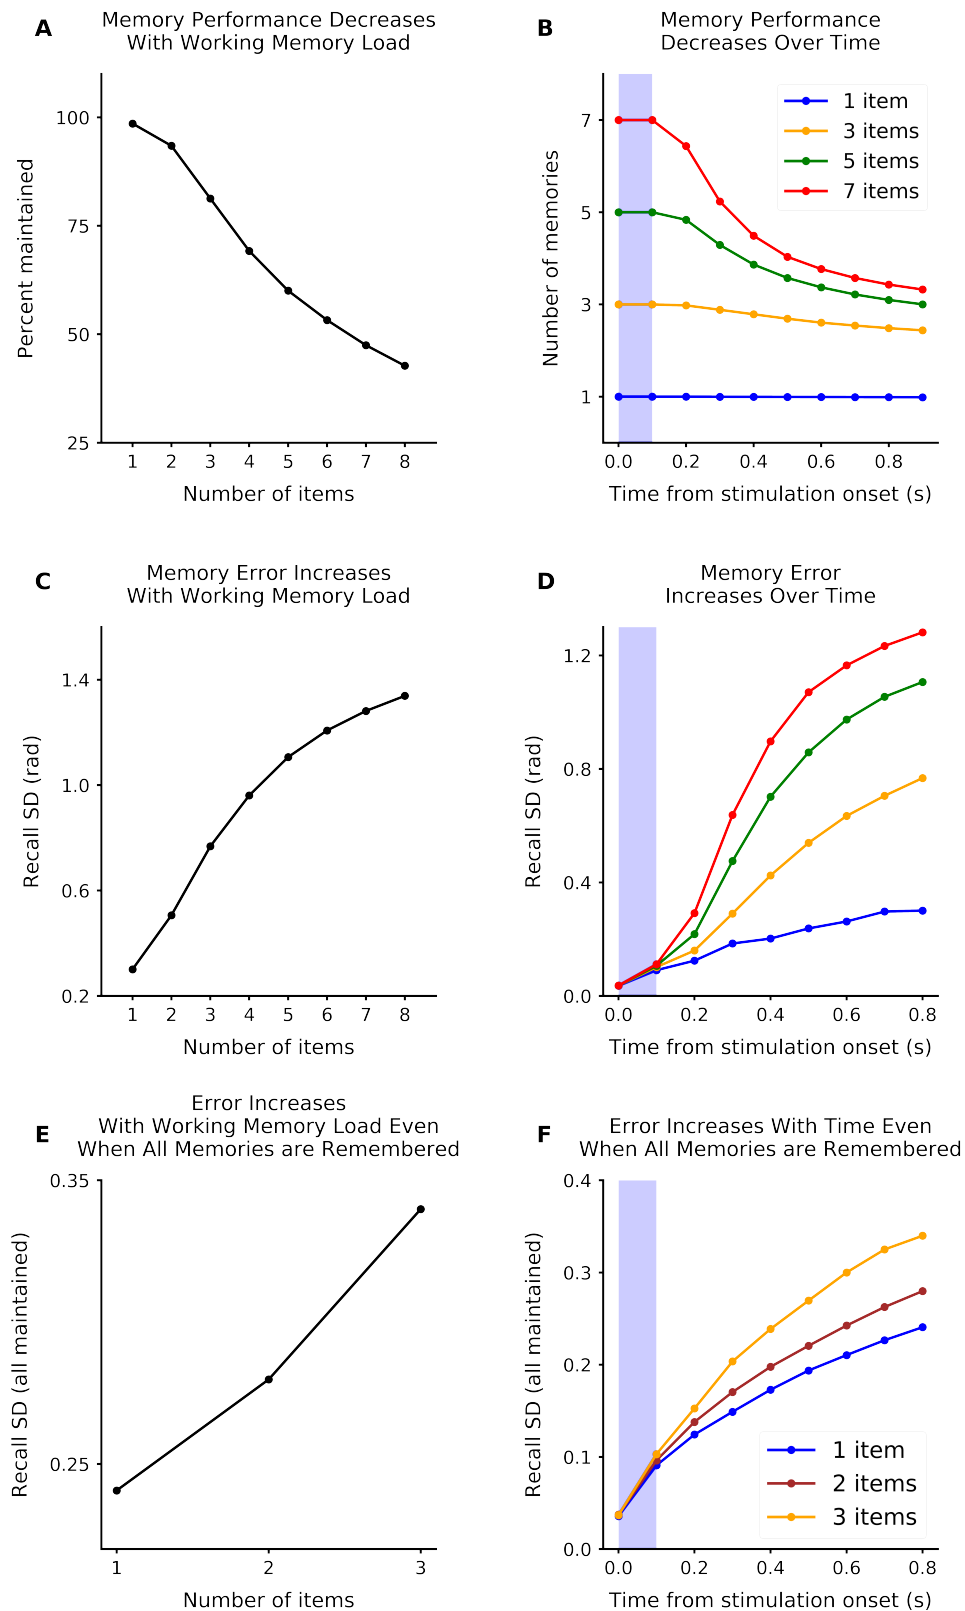 A
Memory Performance Decreases
With Working Memory Load
Percent maintained
100
75
50
25
1 2 3 4 5 6 7 8
Number of items
B
Memory Performance
Decreases Over Time
Number of memories
7
5
3
1
1 item
3 items
5 items
7 items
0.0 0.2 0.4 0.6 0.8
Time from stimulation onset (s)
C
Memory Error Increases
With Working Memory Load
Recall SD (rad)
1.4
1.0
0.6
0.2
1 2 3 4 5 6 7 8
Number of items
D
Memory Error
Increases Over Time
Recall SD (rad)
1.2
0.8
0.4
0.0
0.0 0.2 0.4 0.6 0.8
Time from stimulation onset (s)
E
Error Increases
With Working Memory Load Even
When All Memories are Remembered
Recall SD (all maintained)
0.35
0.25
1 2 3
Number of items
F
Error Increases With Time Even
When All Memories are Remembered
Recall SD (all maintained)
0.4
0.3
0.2
0.1
0.0
1 item
2 items
3 items
0.0 0.2 0.4 0.6 0.8
Time from stimulation onset (s)